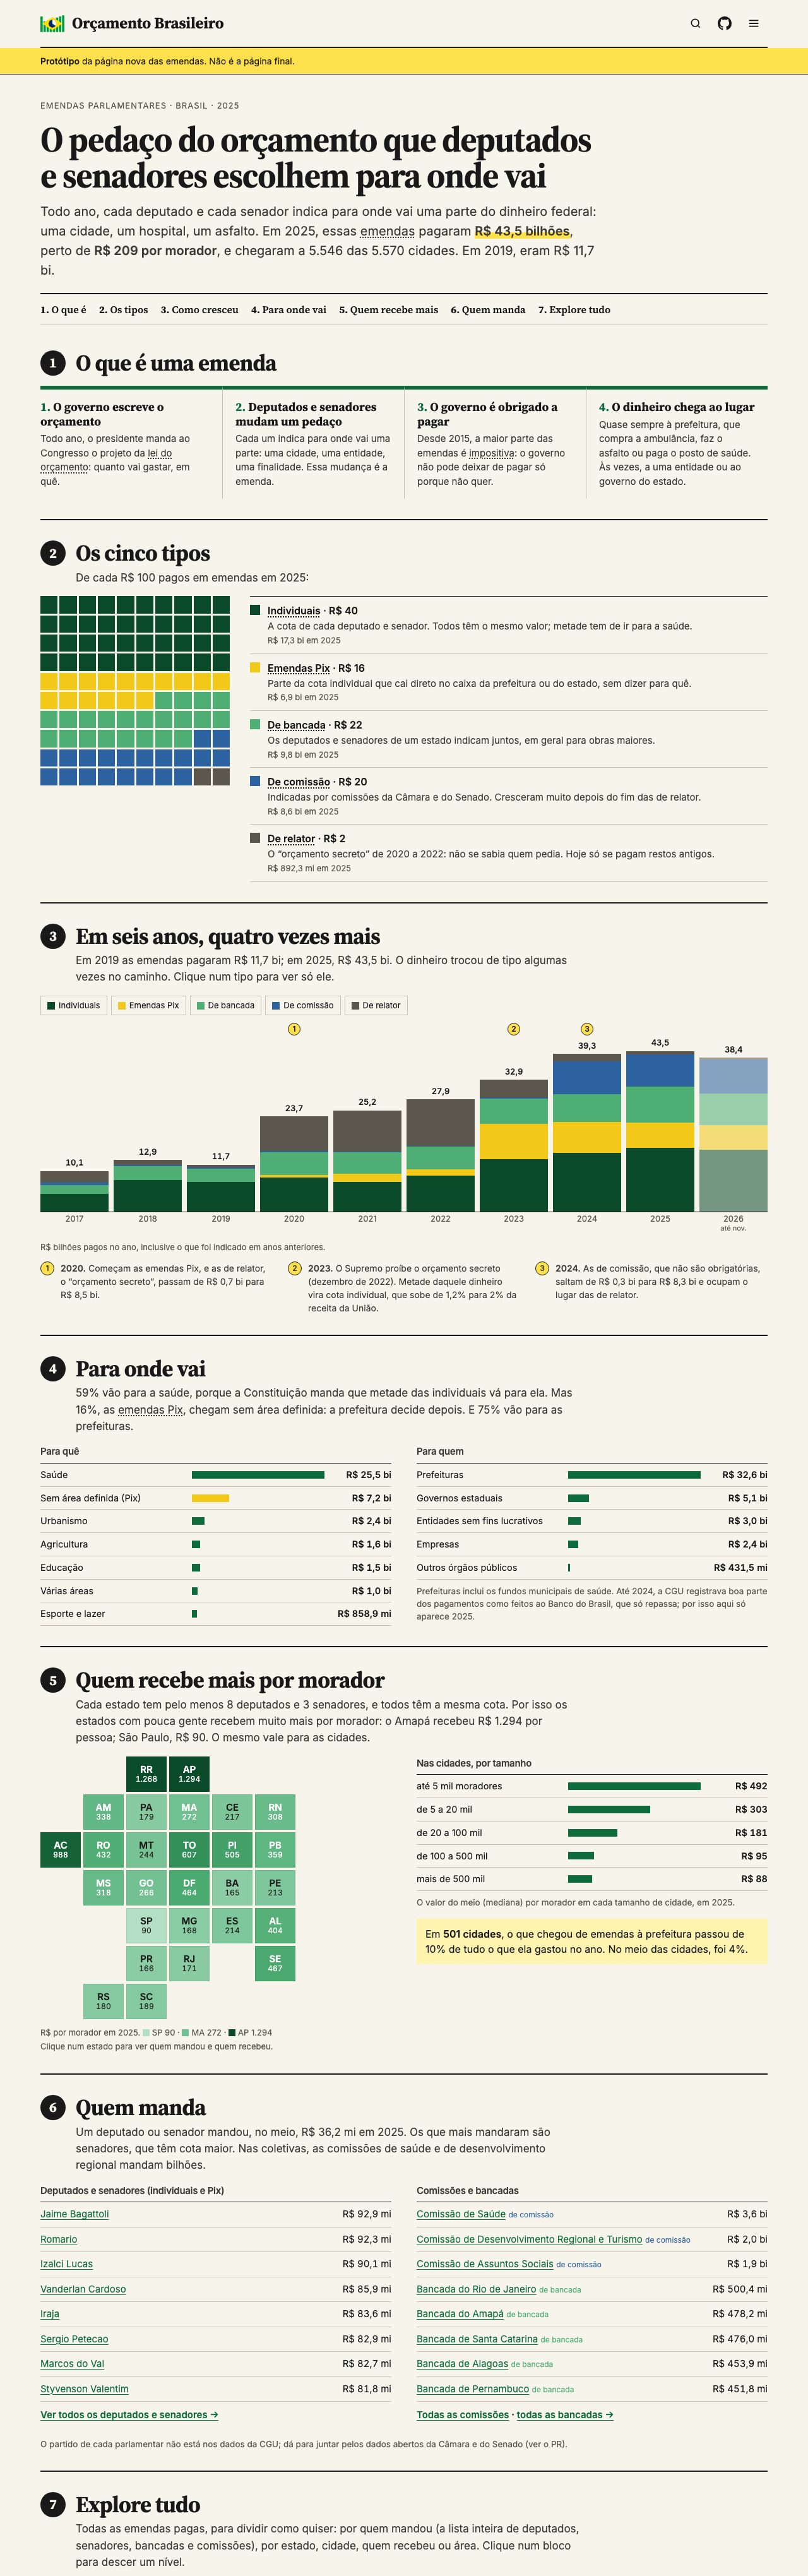 Orçamento Brasileiro
Protótipo da página nova das emendas. Não é a página final.
EMENDAS PARLAMENTARES · BRASIL · 2025
O pedaço do orçamento que deputados
e senadores escolhem para onde vai
Todo ano, cada deputado e cada senador indica para onde vai uma parte do dinheiro federal:
uma cidade, um hospital, um asfalto. Em 2025, essas emendas pagaram R$ 43,5 bilhões,
perto de R$ 209 por morador, e chegaram a 5.546 das 5.570 cidades. Em 2019, eram R$ 11,7
bi.
1. O que é 2. Os tipos 3. Como cresceu 4. Para onde vai 5. Quem recebe mais 6. Quem manda 7. Explore tudo
1 O que é uma emenda
1. O governo escreve o
orçamento
Todo ano, o presidente manda ao
Congresso o projeto da lei do
orçamento: quanto vai gastar, em
quê.
2. Deputados e senadores
mudam um pedaço
Cada um indica para onde vai uma
parte: uma cidade, uma entidade,
uma finalidade. Essa mudança é a
emenda.
3. O governo é obrigado a
pagar
Desde 2015, a maior parte das
emendas é impositiva: o governo
não pode deixar de pagar só
porque não quer.
4. O dinheiro chega ao lugar
Quase sempre à prefeitura, que
compra a ambulância, faz o
asfalto ou paga o posto de saúde.
Às vezes, a uma entidade ou ao
governo do estado.
2 Os cinco tipos
De cada R$ 100 pagos em emendas em 2025:
Individuais · R$ 40
A cota de cada deputado e senador. Todos têm o mesmo valor; metade tem de ir para a saúde.
R$ 17,3 bi em 2025
Emendas Pix · R$ 16
Parte da cota individual que cai direto no caixa da prefeitura ou do estado, sem dizer para quê.
R$ 6,9 bi em 2025
De bancada · R$ 22
Os deputados e senadores de um estado indicam juntos, em geral para obras maiores.
R$ 9,8 bi em 2025
De comissão · R$ 20
Indicadas por comissões da Câmara e do Senado. Cresceram muito depois do fim das de relator.
R$ 8,6 bi em 2025
De relator · R$ 2
O “orçamento secreto” de 2020 a 2022: não se sabia quem pedia. Hoje só se pagam restos antigos.
R$ 892,3 mi em 2025
3 Em seis anos, quatro vezes mais
Em 2019 as emendas pagaram R$ 11,7 bi; em 2025, R$ 43,5 bi. O dinheiro trocou de tipo algumas
vezes no caminho. Clique num tipo para ver só ele.
Individuais Emendas Pix De bancada De comissão De relator
1 2 3
10,1 12,9 11,7 23,7 25,2 27,9 32,9 39,3 43,5 38,4
2017 2018 2019 2020 2021 2022 2023 2024 2025 2026
até nov.
R$ bilhões pagos no ano, inclusive o que foi indicado em anos anteriores.
1 2020. Começam as emendas Pix, e as de relator,
o “orçamento secreto”, passam de R$ 0,7 bi para
R$ 8,5 bi.
2 2023. O Supremo proíbe o orçamento secreto
(dezembro de 2022). Metade daquele dinheiro
vira cota individual, que sobe de 1,2% para 2% da
receita da União.
3 2024. As de comissão, que não são obrigatórias,
saltam de R$ 0,3 bi para R$ 8,3 bi e ocupam o
lugar das de relator.
4 Para onde vai
59% vão para a saúde, porque a Constituição manda que metade das individuais vá para ela. Mas
16%, as emendas Pix, chegam sem área definida: a prefeitura decide depois. E 75% vão para as
prefeituras.
Para quê
Saúde R$ 25,5 bi
Sem área definida (Pix) R$ 7,2 bi
Urbanismo R$ 2,4 bi
Agricultura R$ 1,6 bi
Educação R$ 1,5 bi
Várias áreas R$ 1,0 bi
Esporte e lazer R$ 858,9 mi
Para quem
Prefeituras R$ 32,6 bi
Governos estaduais R$ 5,1 bi
Entidades sem fins lucrativos R$ 3,0 bi
Empresas R$ 2,4 bi
Outros órgãos públicos R$ 431,5 mi
Prefeituras inclui os fundos municipais de saúde. Até 2024, a CGU registrava boa parte
dos pagamentos como feitos ao Banco do Brasil, que só repassa; por isso aqui só
aparece 2025.
5 Quem recebe mais por morador
Cada estado tem pelo menos 8 deputados e 3 senadores, e todos têm a mesma cota. Por isso os
estados com pouca gente recebem muito mais por morador: o Amapá recebeu R$ 1.294 por
pessoa; São Paulo, R$ 90. O mesmo vale para as cidades.
RR AP
1.268 1.294
AM PA MA CE RN
338 179 272 217 308
AC RO MT TO PI PB
988 432 244 607 505 359
MS GO DF BA PE
318 266 464 165 213
SP MG ES AL
90 168 214 404
PR RJ SE
166 171 467
RS SC
180 189
R$ por morador em 2025. SP 90 · MA 272 · AP 1.294
Clique num estado para ver quem mandou e quem recebeu.
Nas cidades, por tamanho
até 5 mil moradores R$ 492
de 5 a 20 mil R$ 303
de 20 a 100 mil R$ 181
de 100 a 500 mil R$ 95
mais de 500 mil R$ 88
O valor do meio (mediana) por morador em cada tamanho de cidade, em 2025.
Em 501 cidades, o que chegou de emendas à prefeitura passou de
10% de tudo o que ela gastou no ano. No meio das cidades, foi 4%.
6 Quem manda
Um deputado ou senador mandou, no meio, R$ 36,2 mi em 2025. Os que mais mandaram são
senadores, que têm cota maior. Nas coletivas, as comissões de saúde e de desenvolvimento
regional mandam bilhões.
Deputados e senadores (individuais e Pix)
Jaime Bagattoli R$ 92,9 mi
Romario R$ 92,3 mi
Izalci Lucas R$ 90,1 mi
Vanderlan Cardoso R$ 85,9 mi
Iraja R$ 83,6 mi
Sergio Petecao R$ 82,9 mi
Marcos do Val R$ 82,7 mi
Styvenson Valentim R$ 81,8 mi
Ver todos os deputados e senadores →
Comissões e bancadas
Comissão de Saúde de comissão R$ 3,6 bi
Comissão de Desenvolvimento Regional e Turismo de comissão R$ 2,0 bi
Comissão de Assuntos Sociais de comissão R$ 1,9 bi
Bancada do Rio de Janeiro de bancada R$ 500,4 mi
Bancada do Amapá de bancada R$ 478,2 mi
Bancada de Santa Catarina de bancada R$ 476,0 mi
Bancada de Alagoas de bancada R$ 453,9 mi
Bancada de Pernambuco de bancada R$ 451,8 mi
Todas as comissões · todas as bancadas →
O partido de cada parlamentar não está nos dados da CGU; dá para juntar pelos dados abertos da Câmara e do Senado (ver o PR).
7 Explore tudo
Todas as emendas pagas, para dividir como quiser: por quem mandou (a lista inteira de deputados,
senadores, bancadas e comissões), por estado, cidade, quem recebeu ou área. Clique num bloco
para descer um nível.